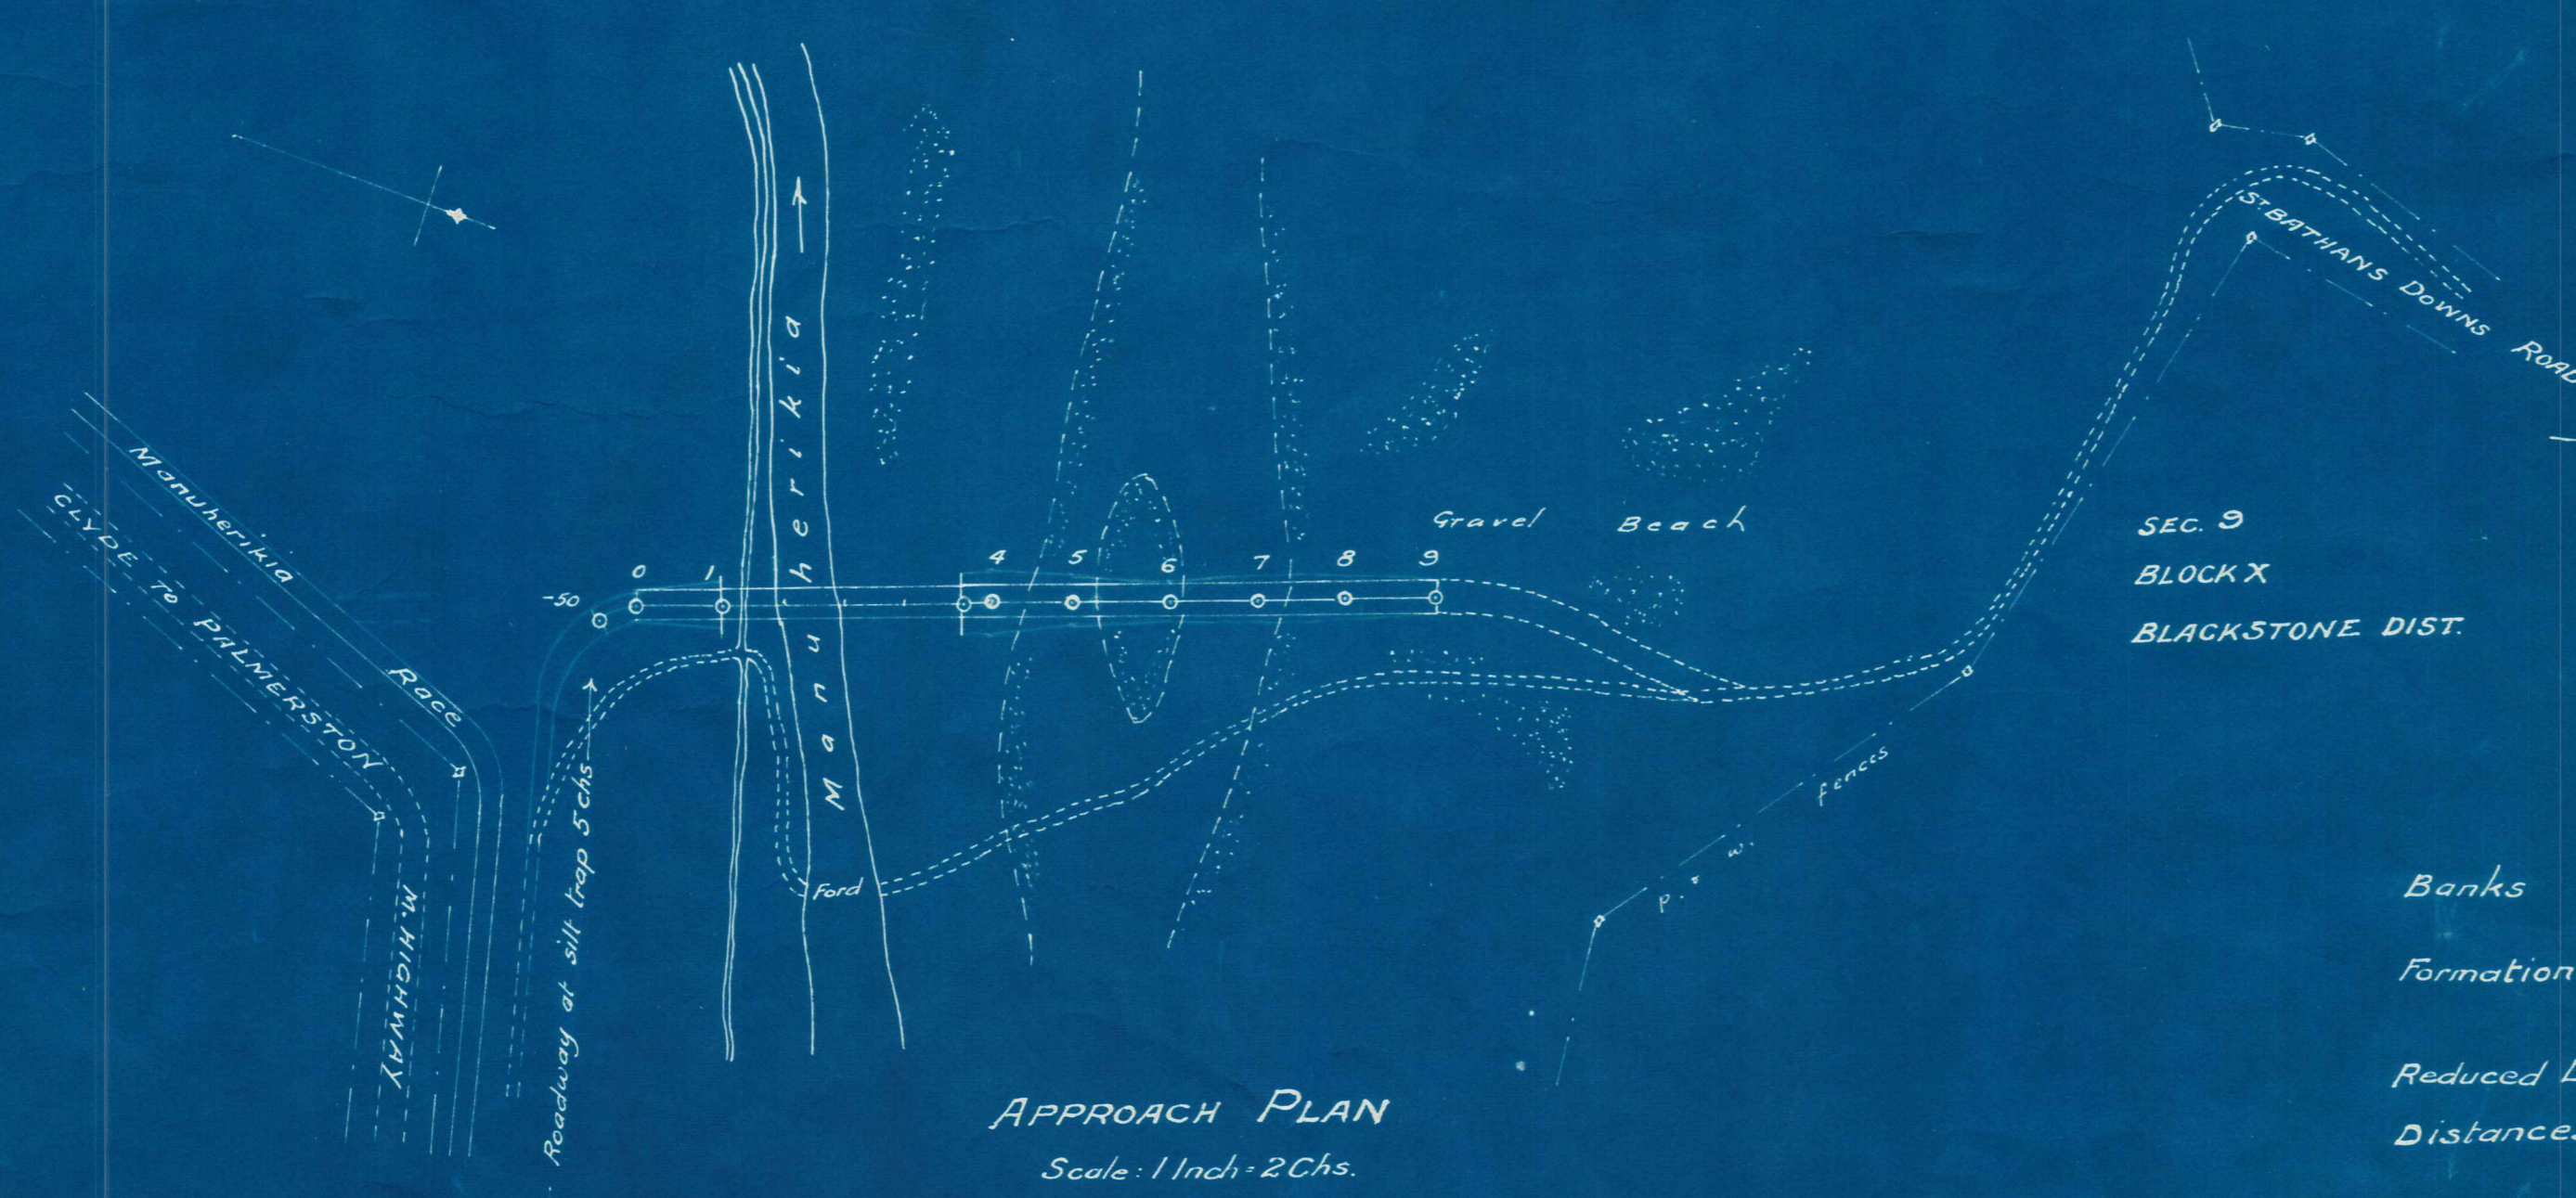 ST BATHANS DOWNS ROAD
Manuherikia Race
CLYDE TO PALMERSTON
M. HIGHWAY
Manuherikia
Gravel Beach
-50 0 1 4 5 6 7 8 9
SEC. 9
BLOCK X
BLACKSTONE DIST.
Roadway at silt trap 5 chs
Ford
p. & w. fences
Banks
Formation
Reduced L
Distances
APPROACH PLAN
Scale: 1 Inch = 2 Chs.